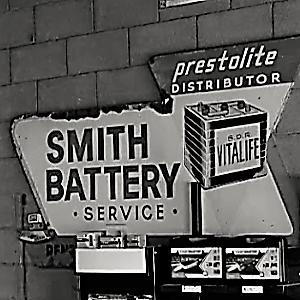 prestolite
DISTRIBUTOR
SMITH
BATTERY
· SERVICE ·
VITALIFE